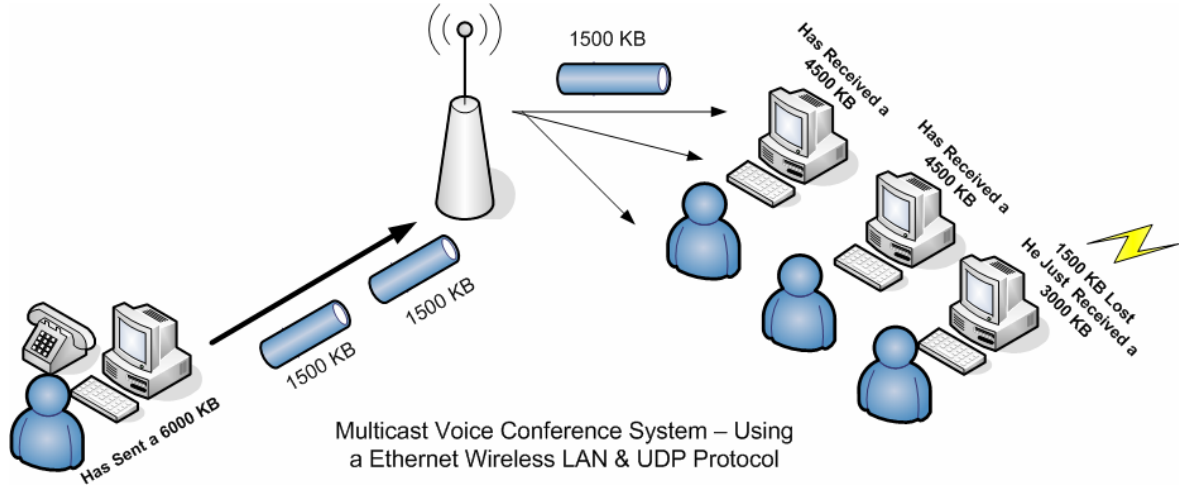 1500 KB
Has Received a
4500 KB
Has Received a
4500 KB
1500 KB Lost
He Just Received a
3000 KB
1500 KB
1500 KB
Has Sent a 6000 KB
Multicast Voice Conference System – Using
a Ethernet Wireless LAN & UDP Protocol